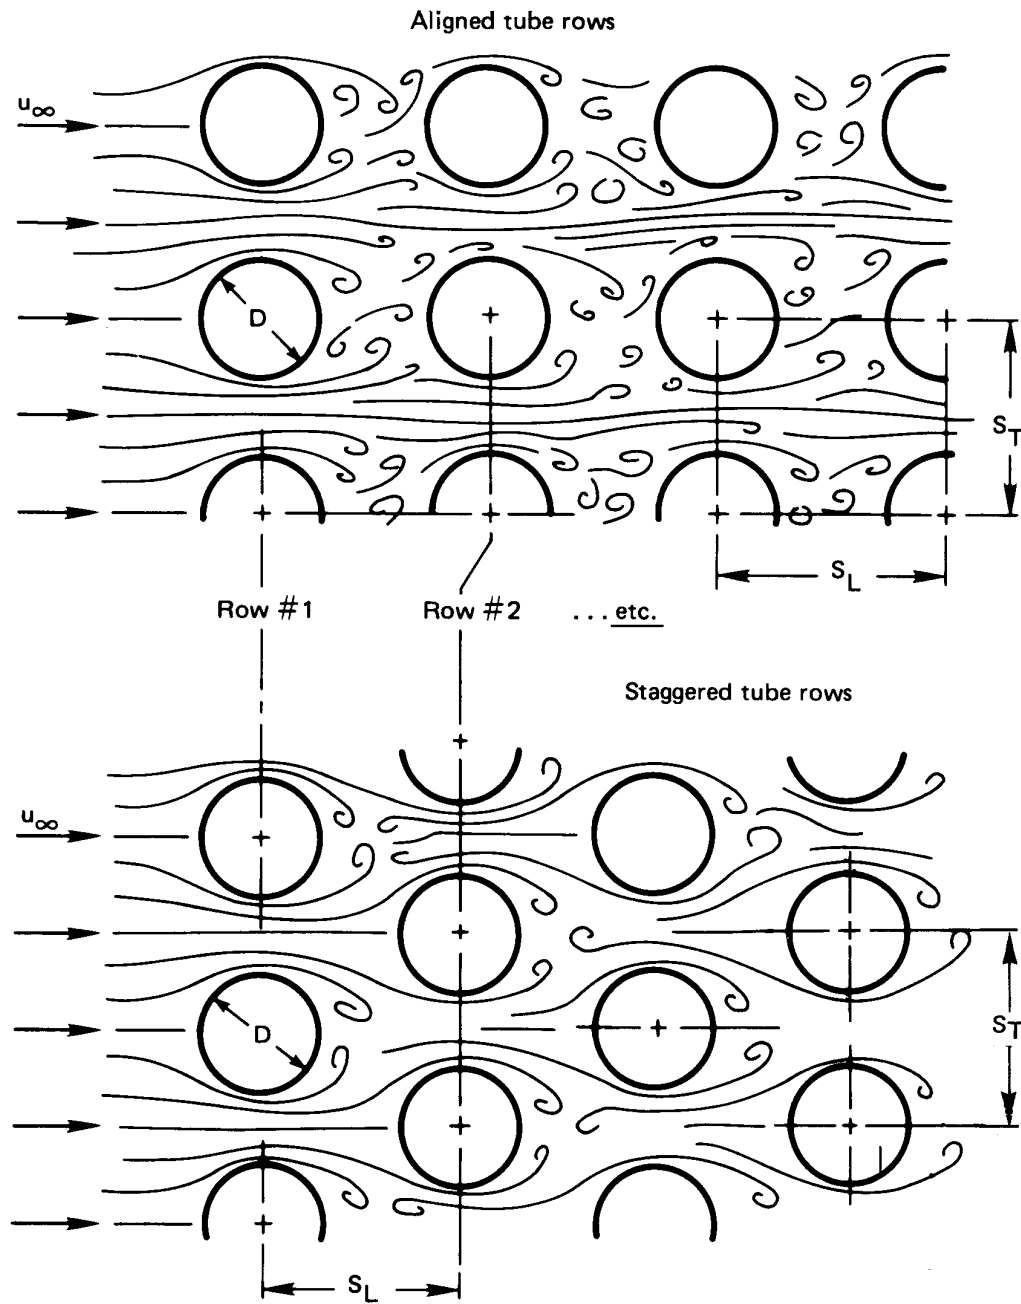 Aligned tube rows
u∞
D
S_T
S_L
Row #1 Row #2 ...etc.
Staggered tube rows
u∞
D
S_T
S_L